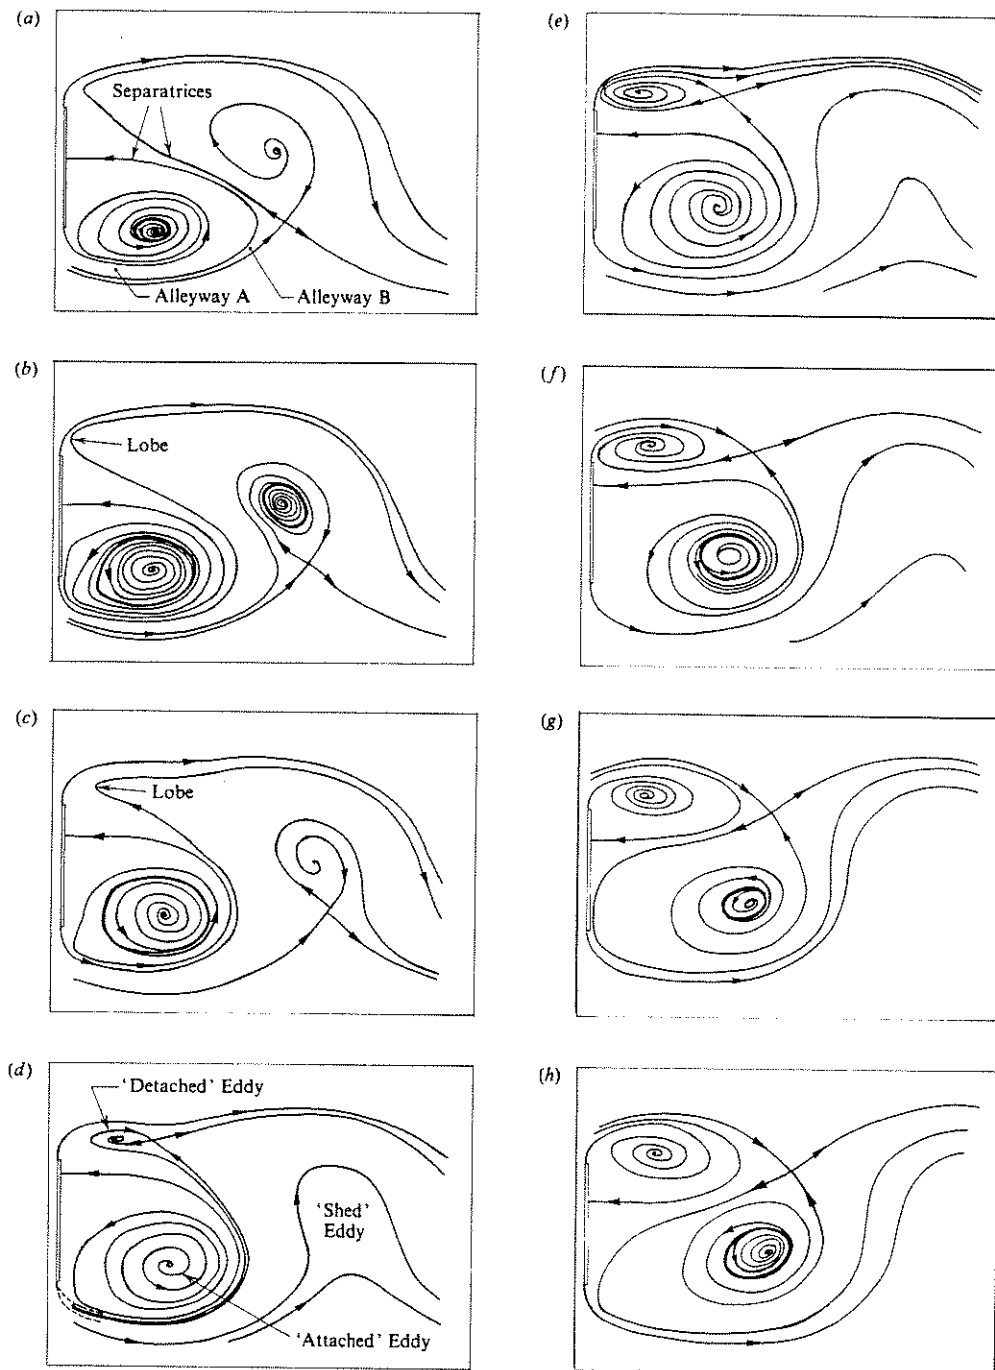 (a)
Separatrices
Alleyway A
Alleyway B
(b)
Lobe
(c)
Lobe
(d)
'Detached' Eddy
'Shed'
Eddy
'Attached' Eddy
(e)
(f)
(g)
(h)